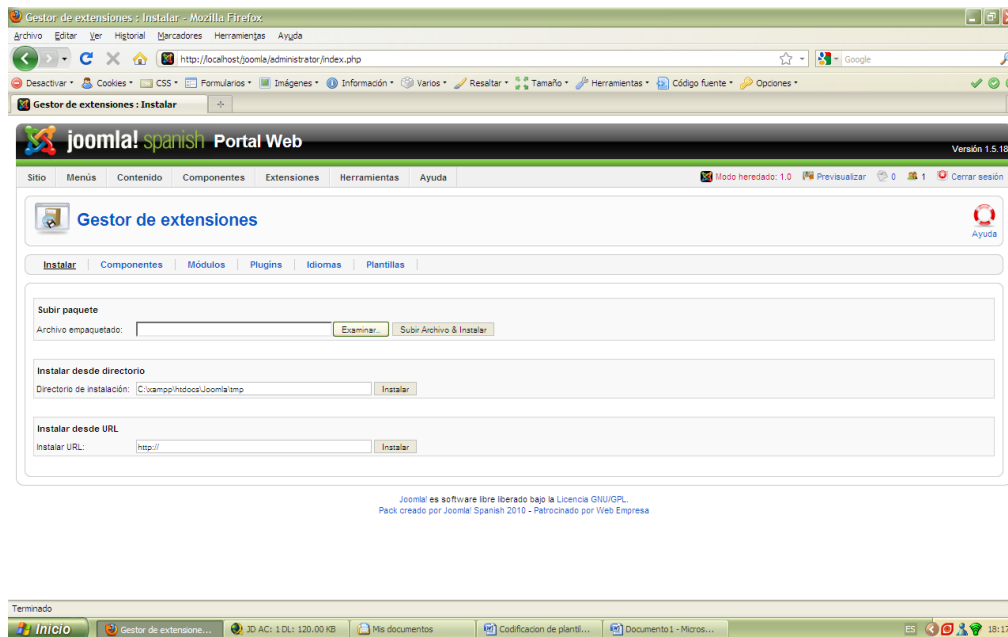 Gestor de extensiones : Instalar - Mozilla Firefox
Archivo Editar Ver Historial Marcadores Herramientas Ayuda
http://localhost/joomla/administrator/index.php Google
Desactivar Cookies CSS Formularios Imágenes Información Varios Resaltar Tamaño Herramientas Código fuente Opciones
Gestor de extensiones : Instalar
joomla! spanish Portal Web
Versión 1.5.18
Sitio Menús Contenido Componentes Extensiones Herramientas Ayuda Modo heredado: 1.0 Previsualizar 0 1 Cerrar sesión
Gestor de extensiones
Ayuda
Instalar Componentes Módulos Plugins Idiomas Plantillas
Subir paquete
Archivo empaquetado: Examinar... Subir Archivo & Instalar
Instalar desde directorio
Directorio de instalación: C:\xampp\htdocs\Joomla\tmp Instalar
Instalar desde URL
Instalar URL: http:// Instalar
Joomla! es software libre liberado bajo la Licencia GNU/GPL.
Pack creado por Joomla! Spanish 2010 - Patrocinado por Web Empresa
Terminado
Inicio Gestor de extensione... JD AC: 1 DL: 120.00 KB Mis documentos Codificacion de plantil... Documento1 - Micros... ES